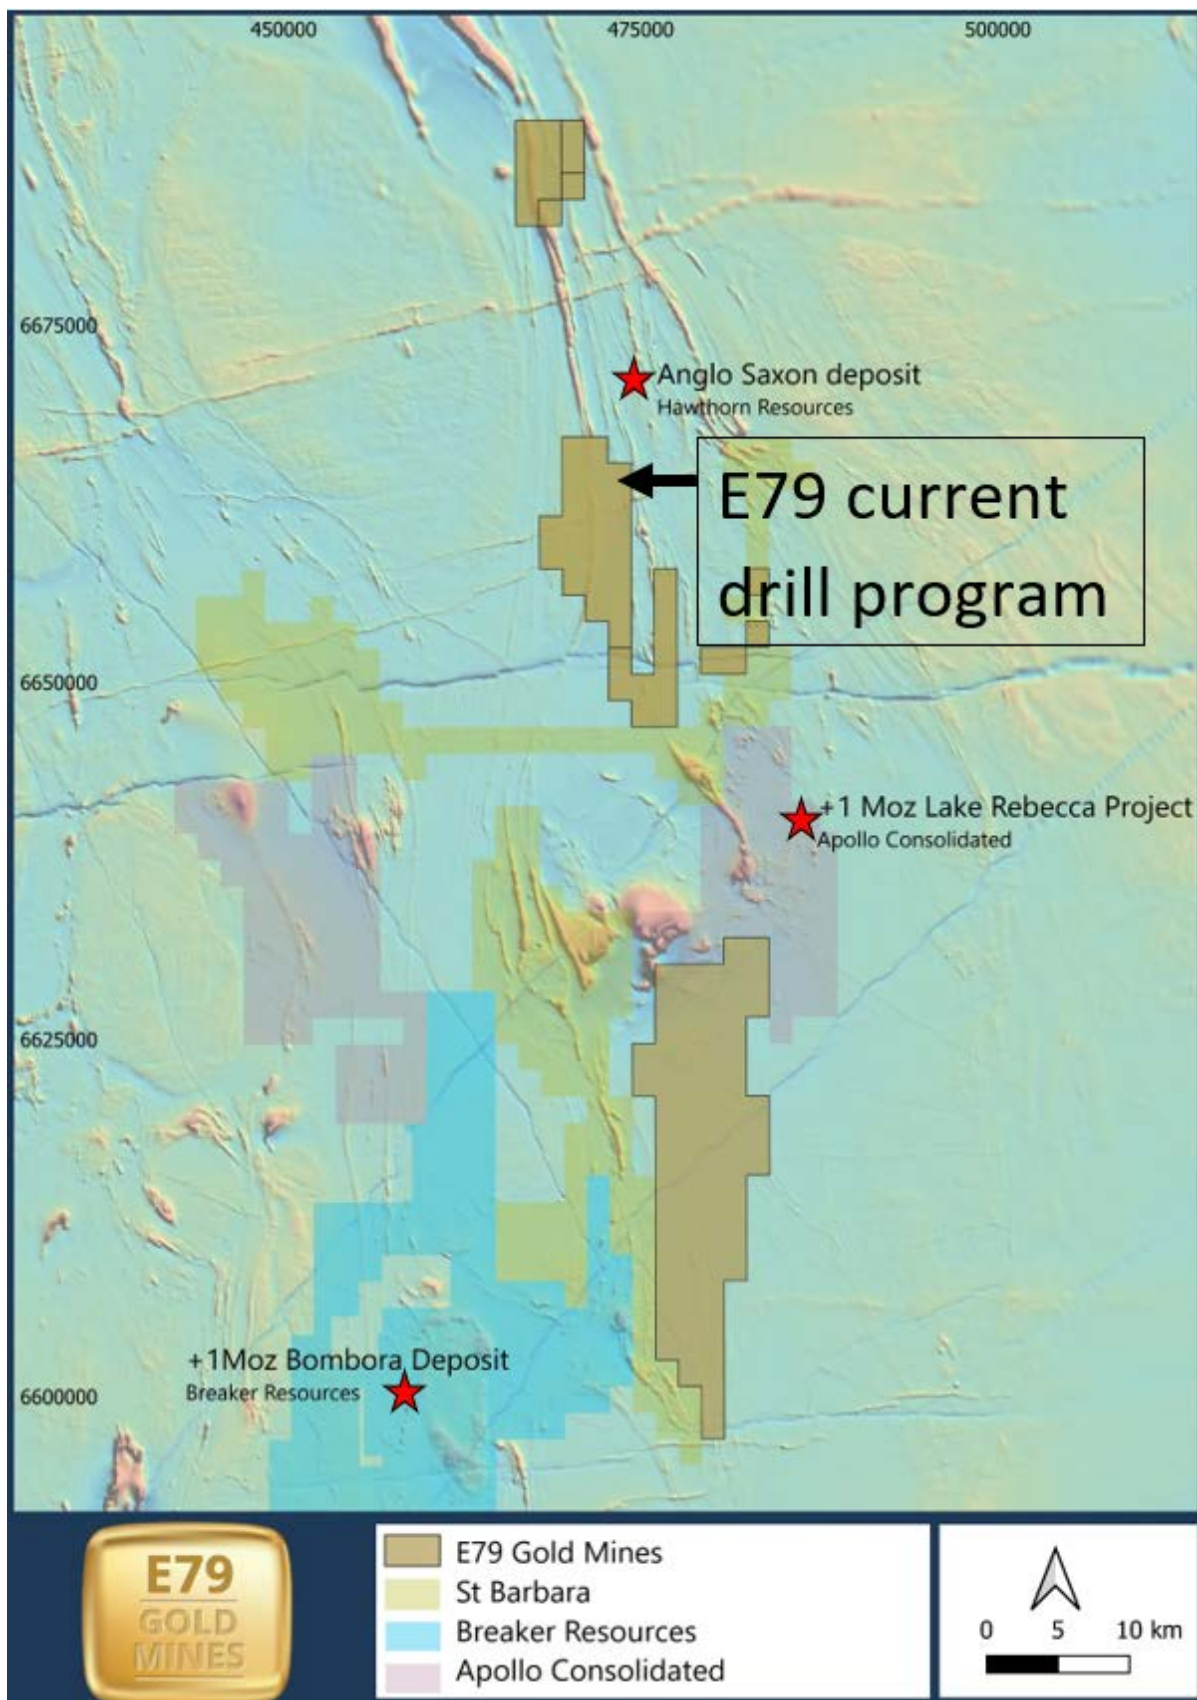 450000 475000 500000
6675000
Anglo Saxon deposit
Hawthorn Resources
E79 current
drill program
6650000
+1 Moz Lake Rebecca Project
Apollo Consolidated
6625000
+1Moz Bombora Deposit
Breaker Resources
6600000
E79
GOLD
MINES
E79 Gold Mines
St Barbara
Breaker Resources
Apollo Consolidated
0 5 10 km